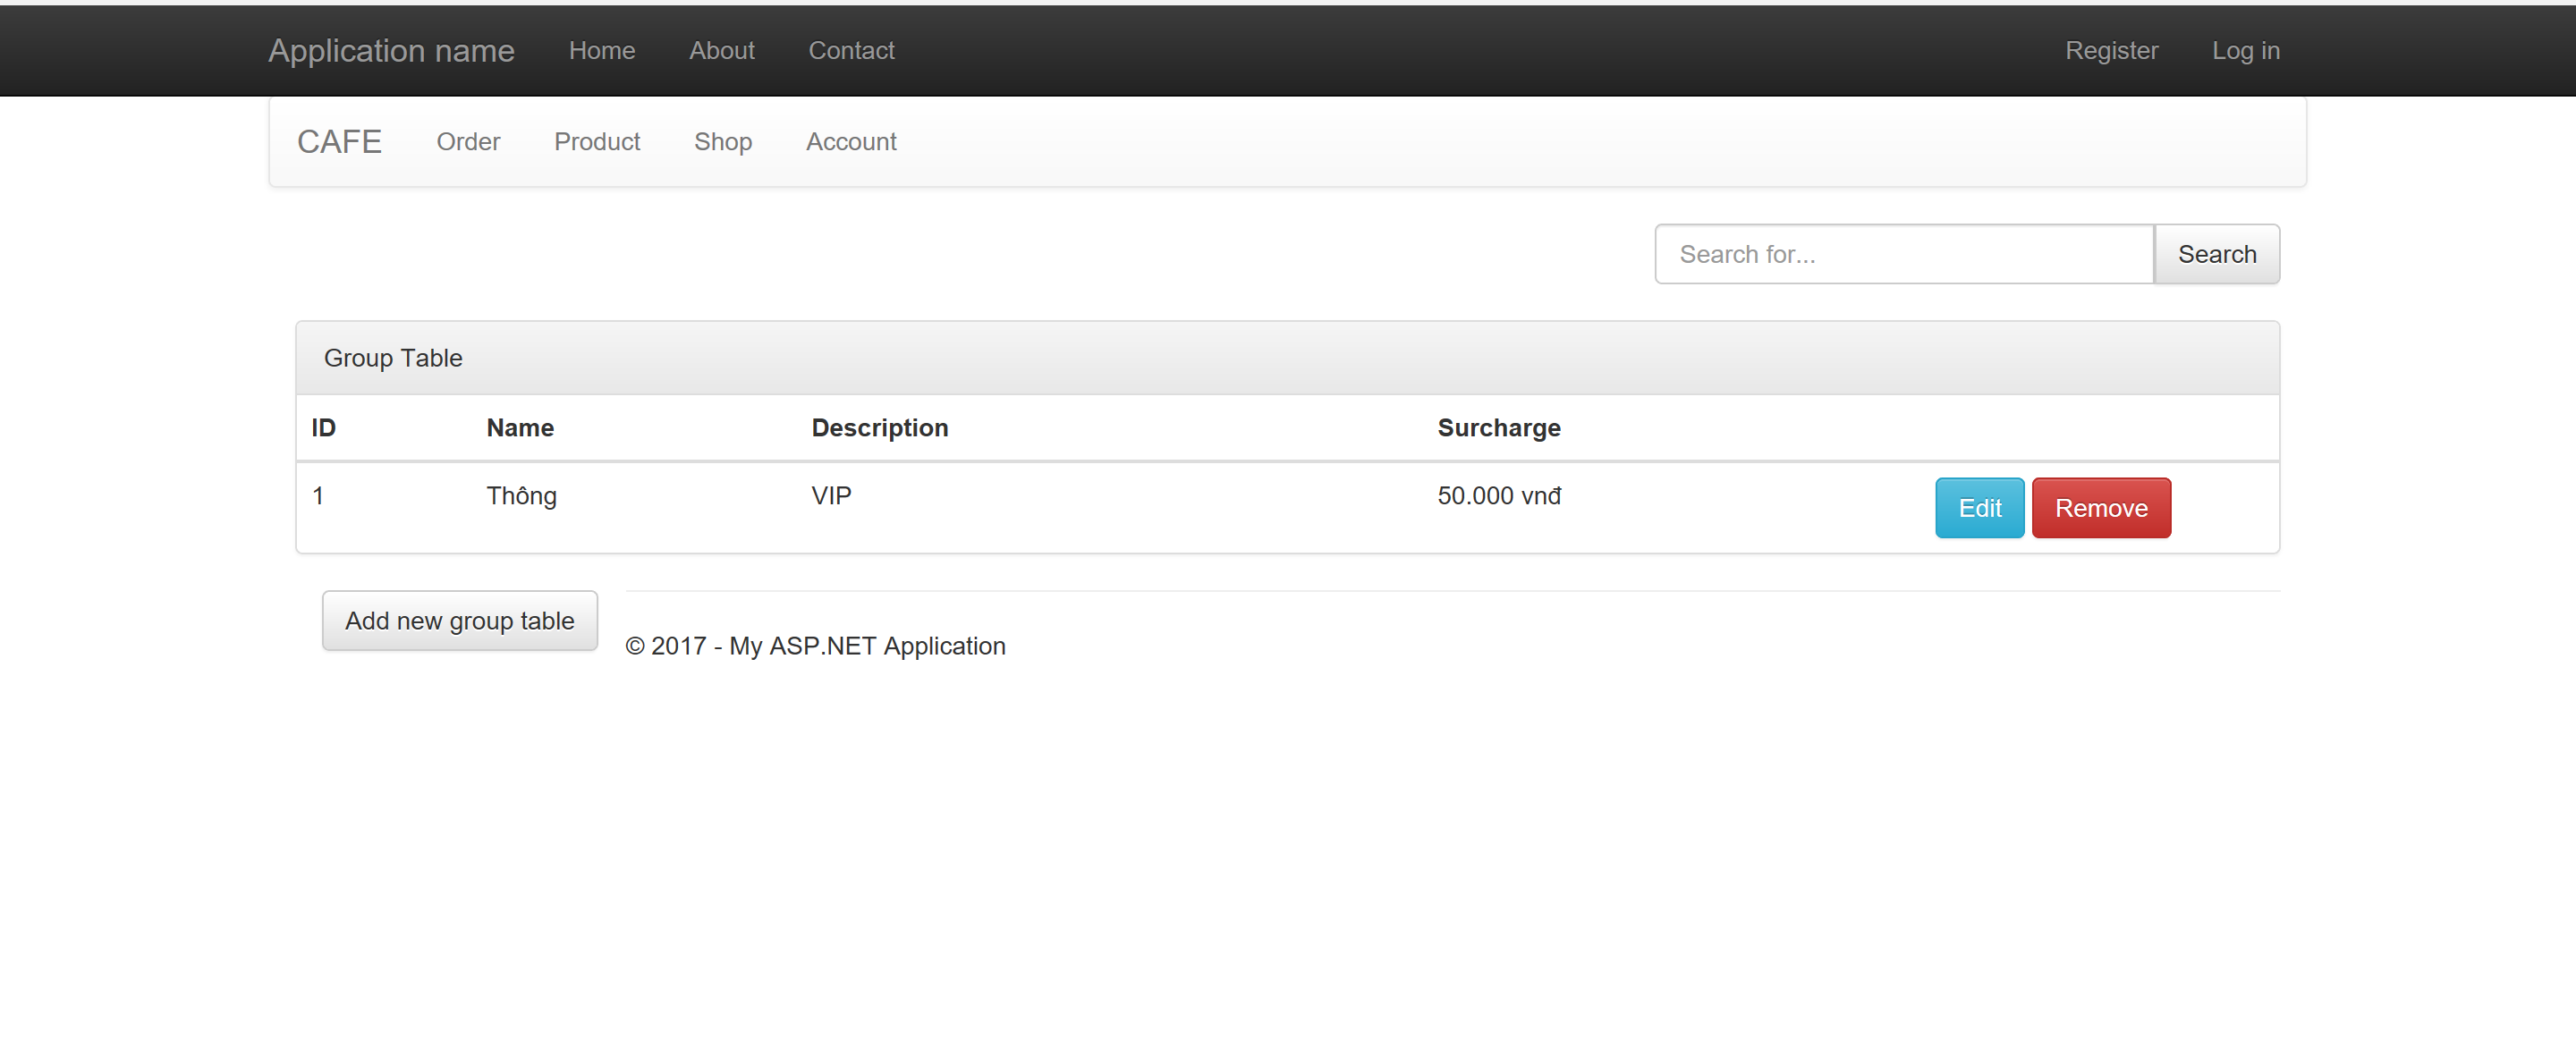 Application name Home About Contact Register Log in
CAFE Order Product Shop Account
Search for... Search
Group Table
ID Name Description Surcharge
1 Thông VIP 50.000 vnđ Edit Remove
Add new group table
© 2017 - My ASP.NET Application